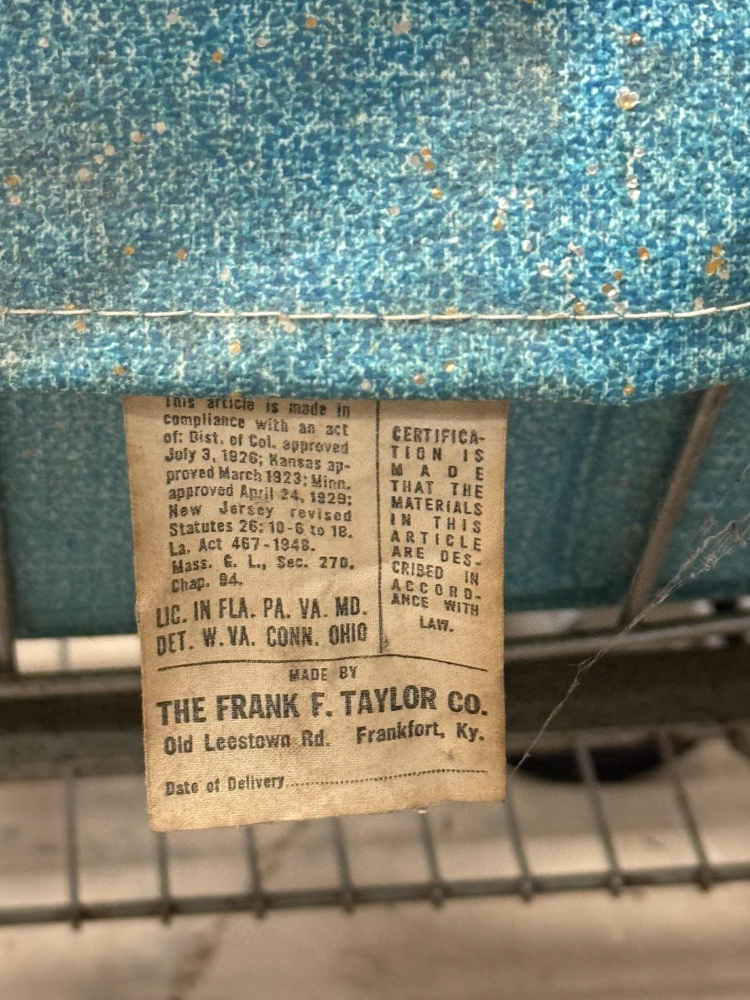 This article is made in
compliance with an act
of: Dist. of Col. approved
July 3, 1926; Kansas ap-
proved March 1923; Minn.
approved April 24, 1929;
New Jersey revised
Statutes 26:10-6 to 18.
La. Act 467-1948.
Mass. G. L., Sec. 270,
Chap. 94.
LIC. IN FLA. PA. VA. MD.
DET. W. VA. CONN. OHIO
CERTIFICA-
TION IS
MADE
THAT THE
MATERIALS
IN THIS
ARTICLE
ARE DES-
CRIBED IN
ACCORD-
ANCE WITH
LAW.
MADE BY
THE FRANK F. TAYLOR CO.
Old Leestown Rd. Frankfort, Ky.
Date of Delivery